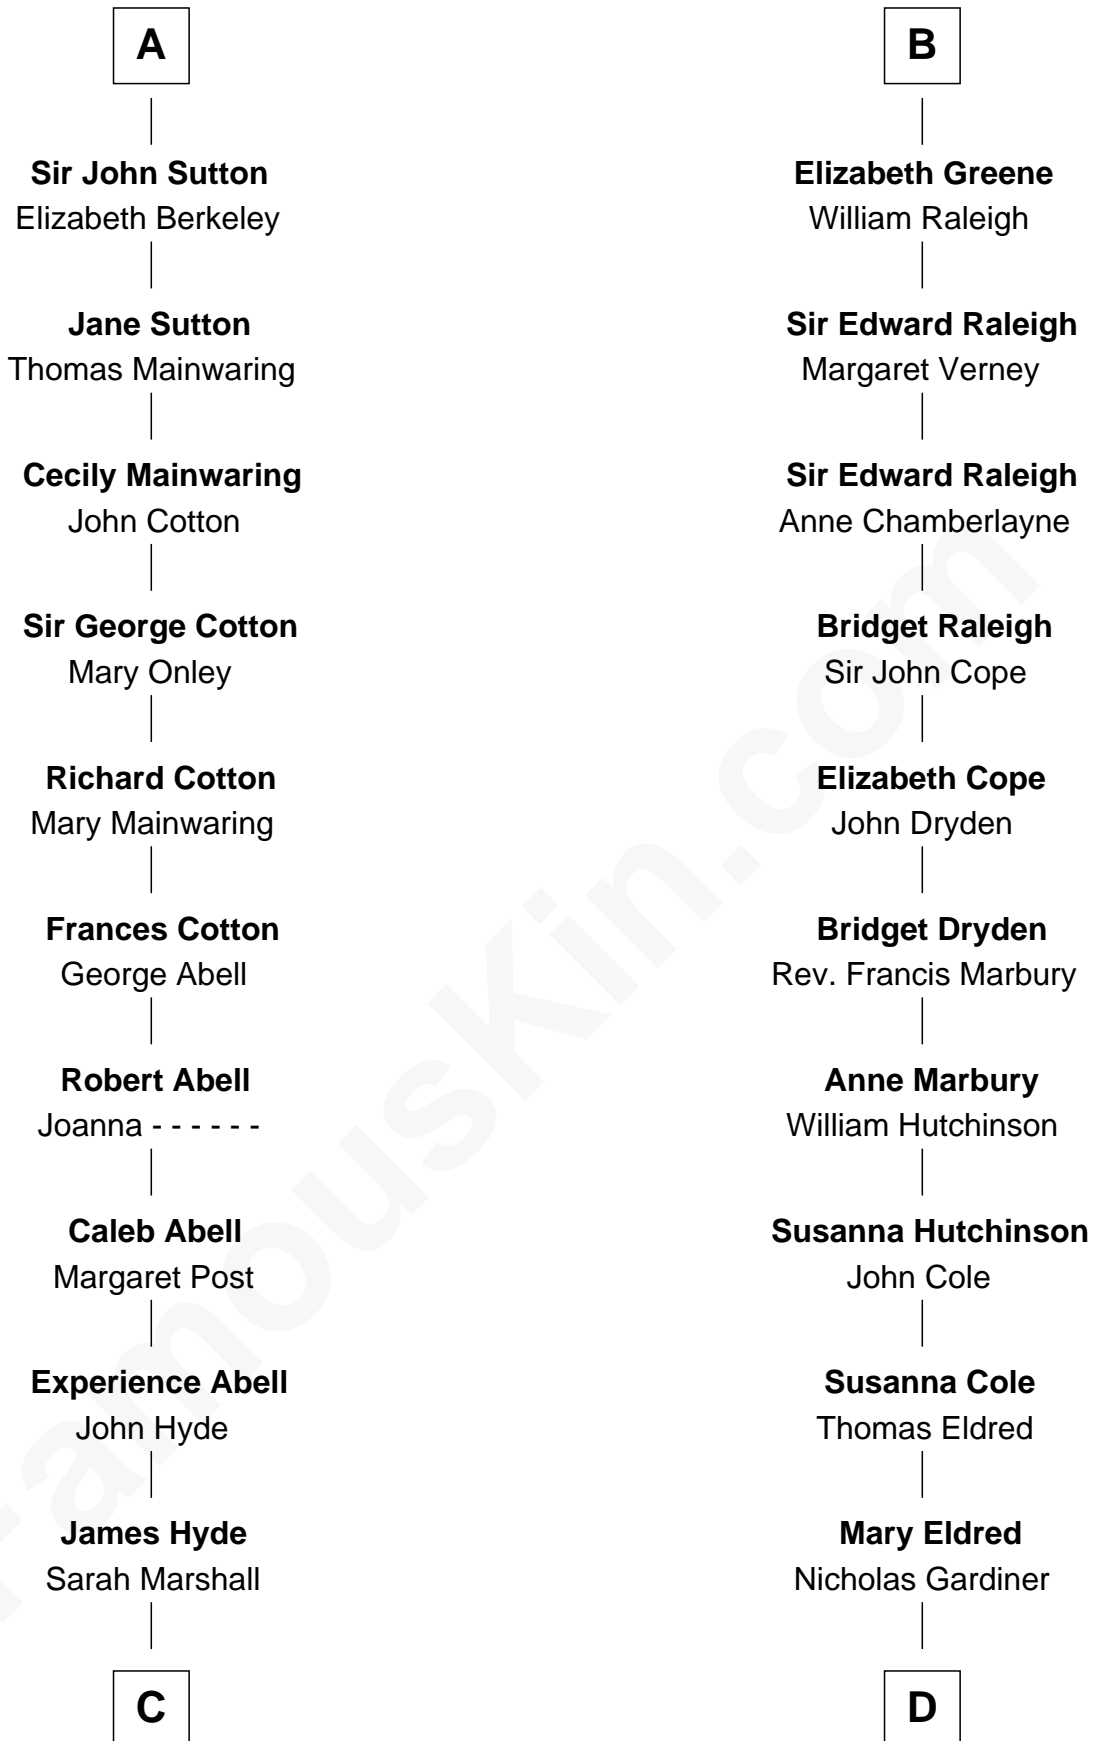 A
Sir John Sutton
Elizabeth Berkeley
Jane Sutton
Thomas Mainwaring
Cecily Mainwaring
John Cotton
Sir George Cotton
Mary Onley
Richard Cotton
Mary Mainwaring
Frances Cotton
George Abell
Robert Abell
Joanna - - - - - -
Caleb Abell
Margaret Post
Experience Abell
John Hyde
James Hyde
Sarah Marshall
C
B
Elizabeth Greene
William Raleigh
Sir Edward Raleigh
Margaret Verney
Sir Edward Raleigh
Anne Chamberlayne
Bridget Raleigh
Sir John Cope
Elizabeth Cope
John Dryden
Bridget Dryden
Rev. Francis Marbury
Anne Marbury
William Hutchinson
Susanna Hutchinson
John Cole
Susanna Cole
Thomas Eldred
Mary Eldred
Nicholas Gardiner
D
FamousKin.com